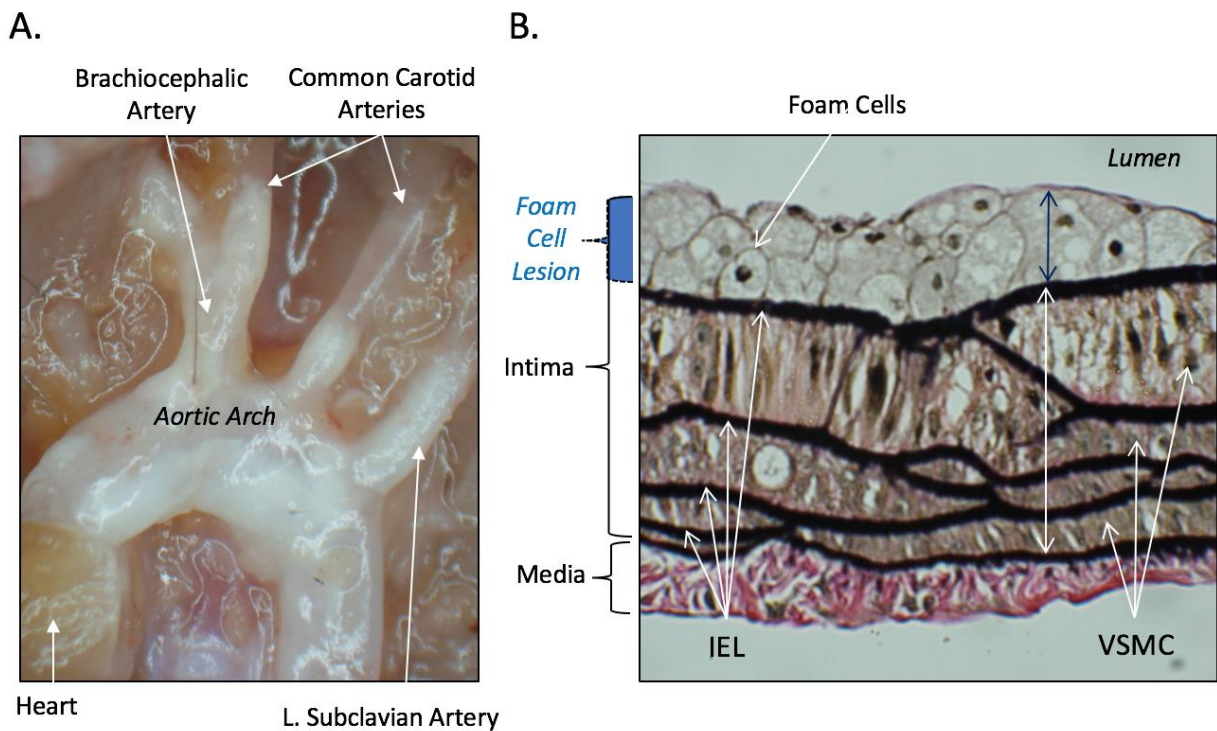 A.
Brachiocephalic
Artery
Common Carotid
Arteries
Aortic Arch
Heart
L. Subclavian Artery
B.
Foam Cells
Lumen
Foam
Cell
Lesion
Intima
Media
IEL
VSMC